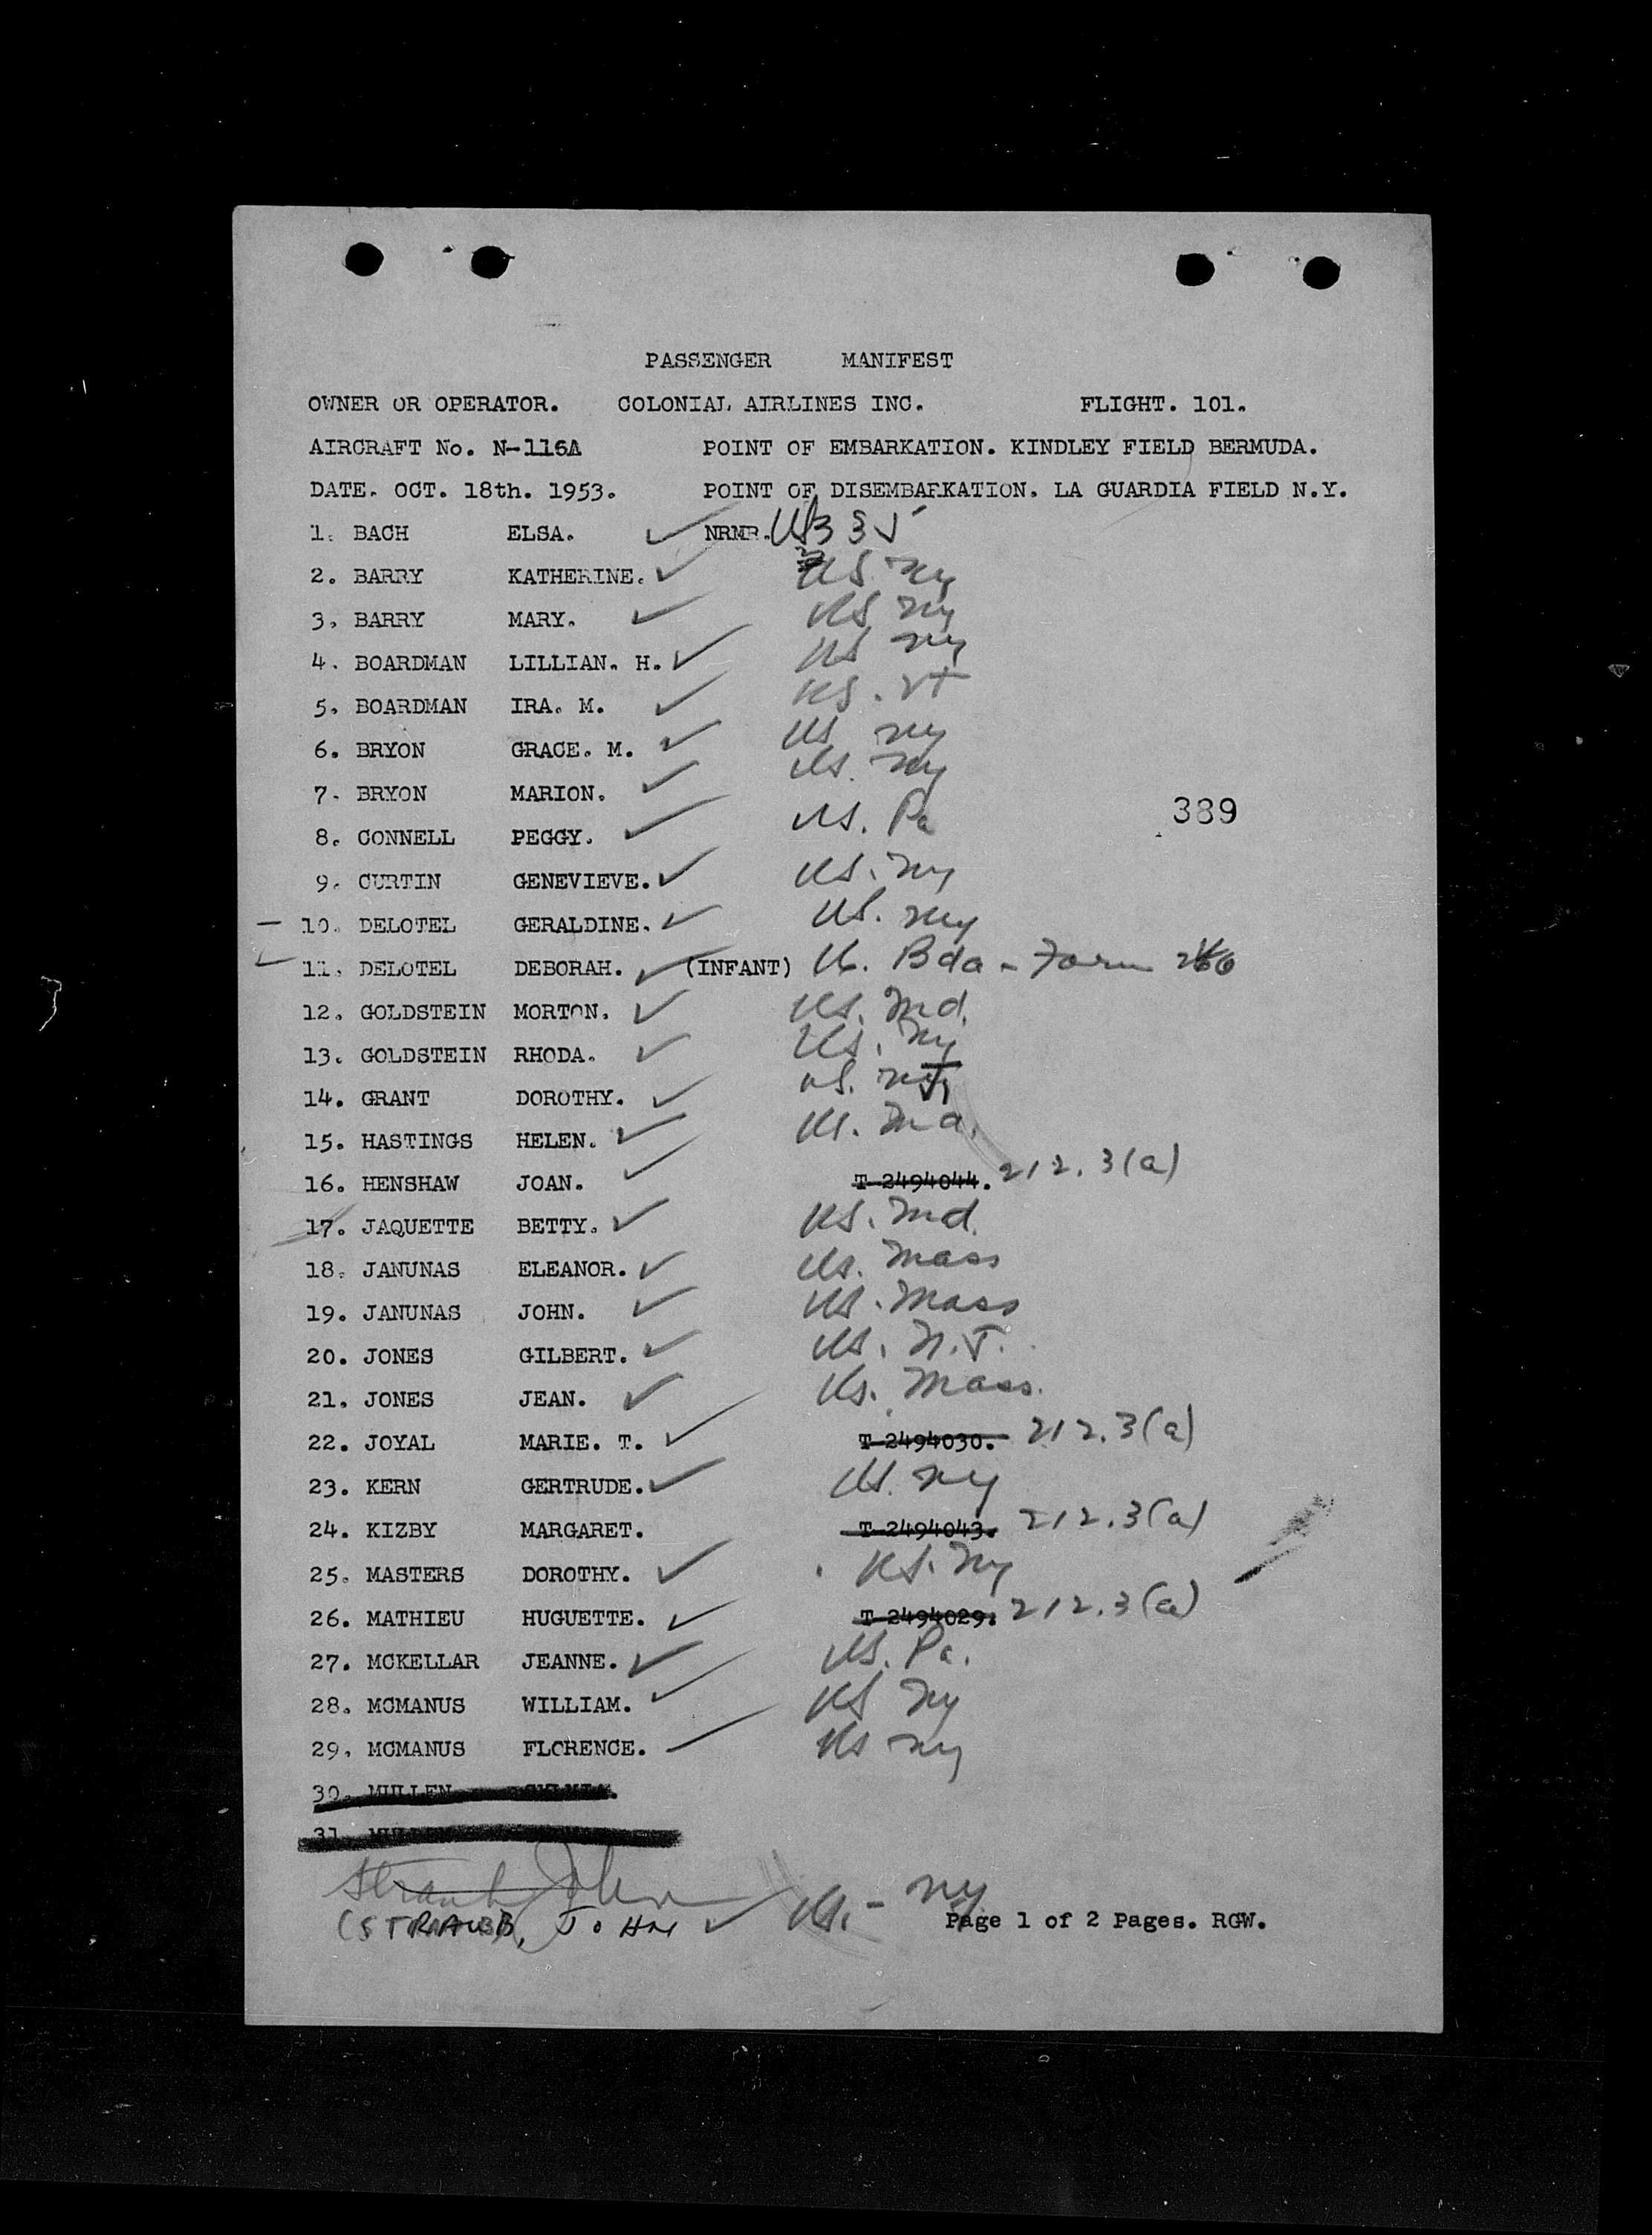 PASSENGER MANIFEST
OWNER OR OPERATOR. COLONIAL AIRLINES INC. FLIGHT. 101.
AIRCRAFT No. N-116A POINT OF EMBARKATION. KINDLEY FIELD BERMUDA.
DATE. OCT. 18th. 1953. POINT OF DISEMBARKATION. LA GUARDIA FIELD N.Y.
1. BACH ELSA. ✓ NRMR.
2. BARRY KATHERINE. ✓ US. Ny
3. BARRY MARY. ✓ US Ny
4. BOARDMAN LILLIAN. H. ✓ US Ny
5. BOARDMAN IRA. M. ✓ US. Vt
6. BRYON GRACE. M. ✓ US Ny
7. BRYON MARION. ✓ US. Ny
389
8. CONNELL PEGGY. ✓ US. Pa
9. CURTIN GENEVIEVE. ✓ US. Ny
10. DELOTEL GERALDINE. ✓ US. Ny
11. DELOTEL DEBORAH. ✓ (INFANT) US. Bda - Form
12. GOLDSTEIN MORTON. ✓ US. Md.
13. GOLDSTEIN RHODA. ✓ US. Ny
14. GRANT DOROTHY. ✓ US. NJ.
15. HASTINGS HELEN. ✓ US. Ma.
16. HENSHAW JOAN. ✓ T-2494044. 212.3(a)
17. JAQUETTE BETTY. ✓ US. Md.
18. JANUNAS ELEANOR. ✓ US. Mass
19. JANUNAS JOHN. ✓ US. Mass
20. JONES GILBERT. ✓ US. N.J.
21. JONES JEAN. ✓ US. Mass.
22. JOYAL MARIE. T. ✓ T-2494030. 212.3(a)
23. KERN GERTRUDE. ✓ US. Ny
24. KIZBY MARGARET. T-2494043. 212.3(a)
25. MASTERS DOROTHY. ✓ US. Ny
26. MATHIEU HUGUETTE. ✓ T-2494029. 212.3(a)
27. MCKELLAR JEANNE. ✓ US. Pa.
28. MCMANUS WILLIAM. ✓ US Ny
29. MCMANUS FLORENCE. US Ny
30. MULLEN
31.
Straub John
(STRAUB, JOHN ✓ US. - Ny
Page 1 of 2 Pages. RGW.